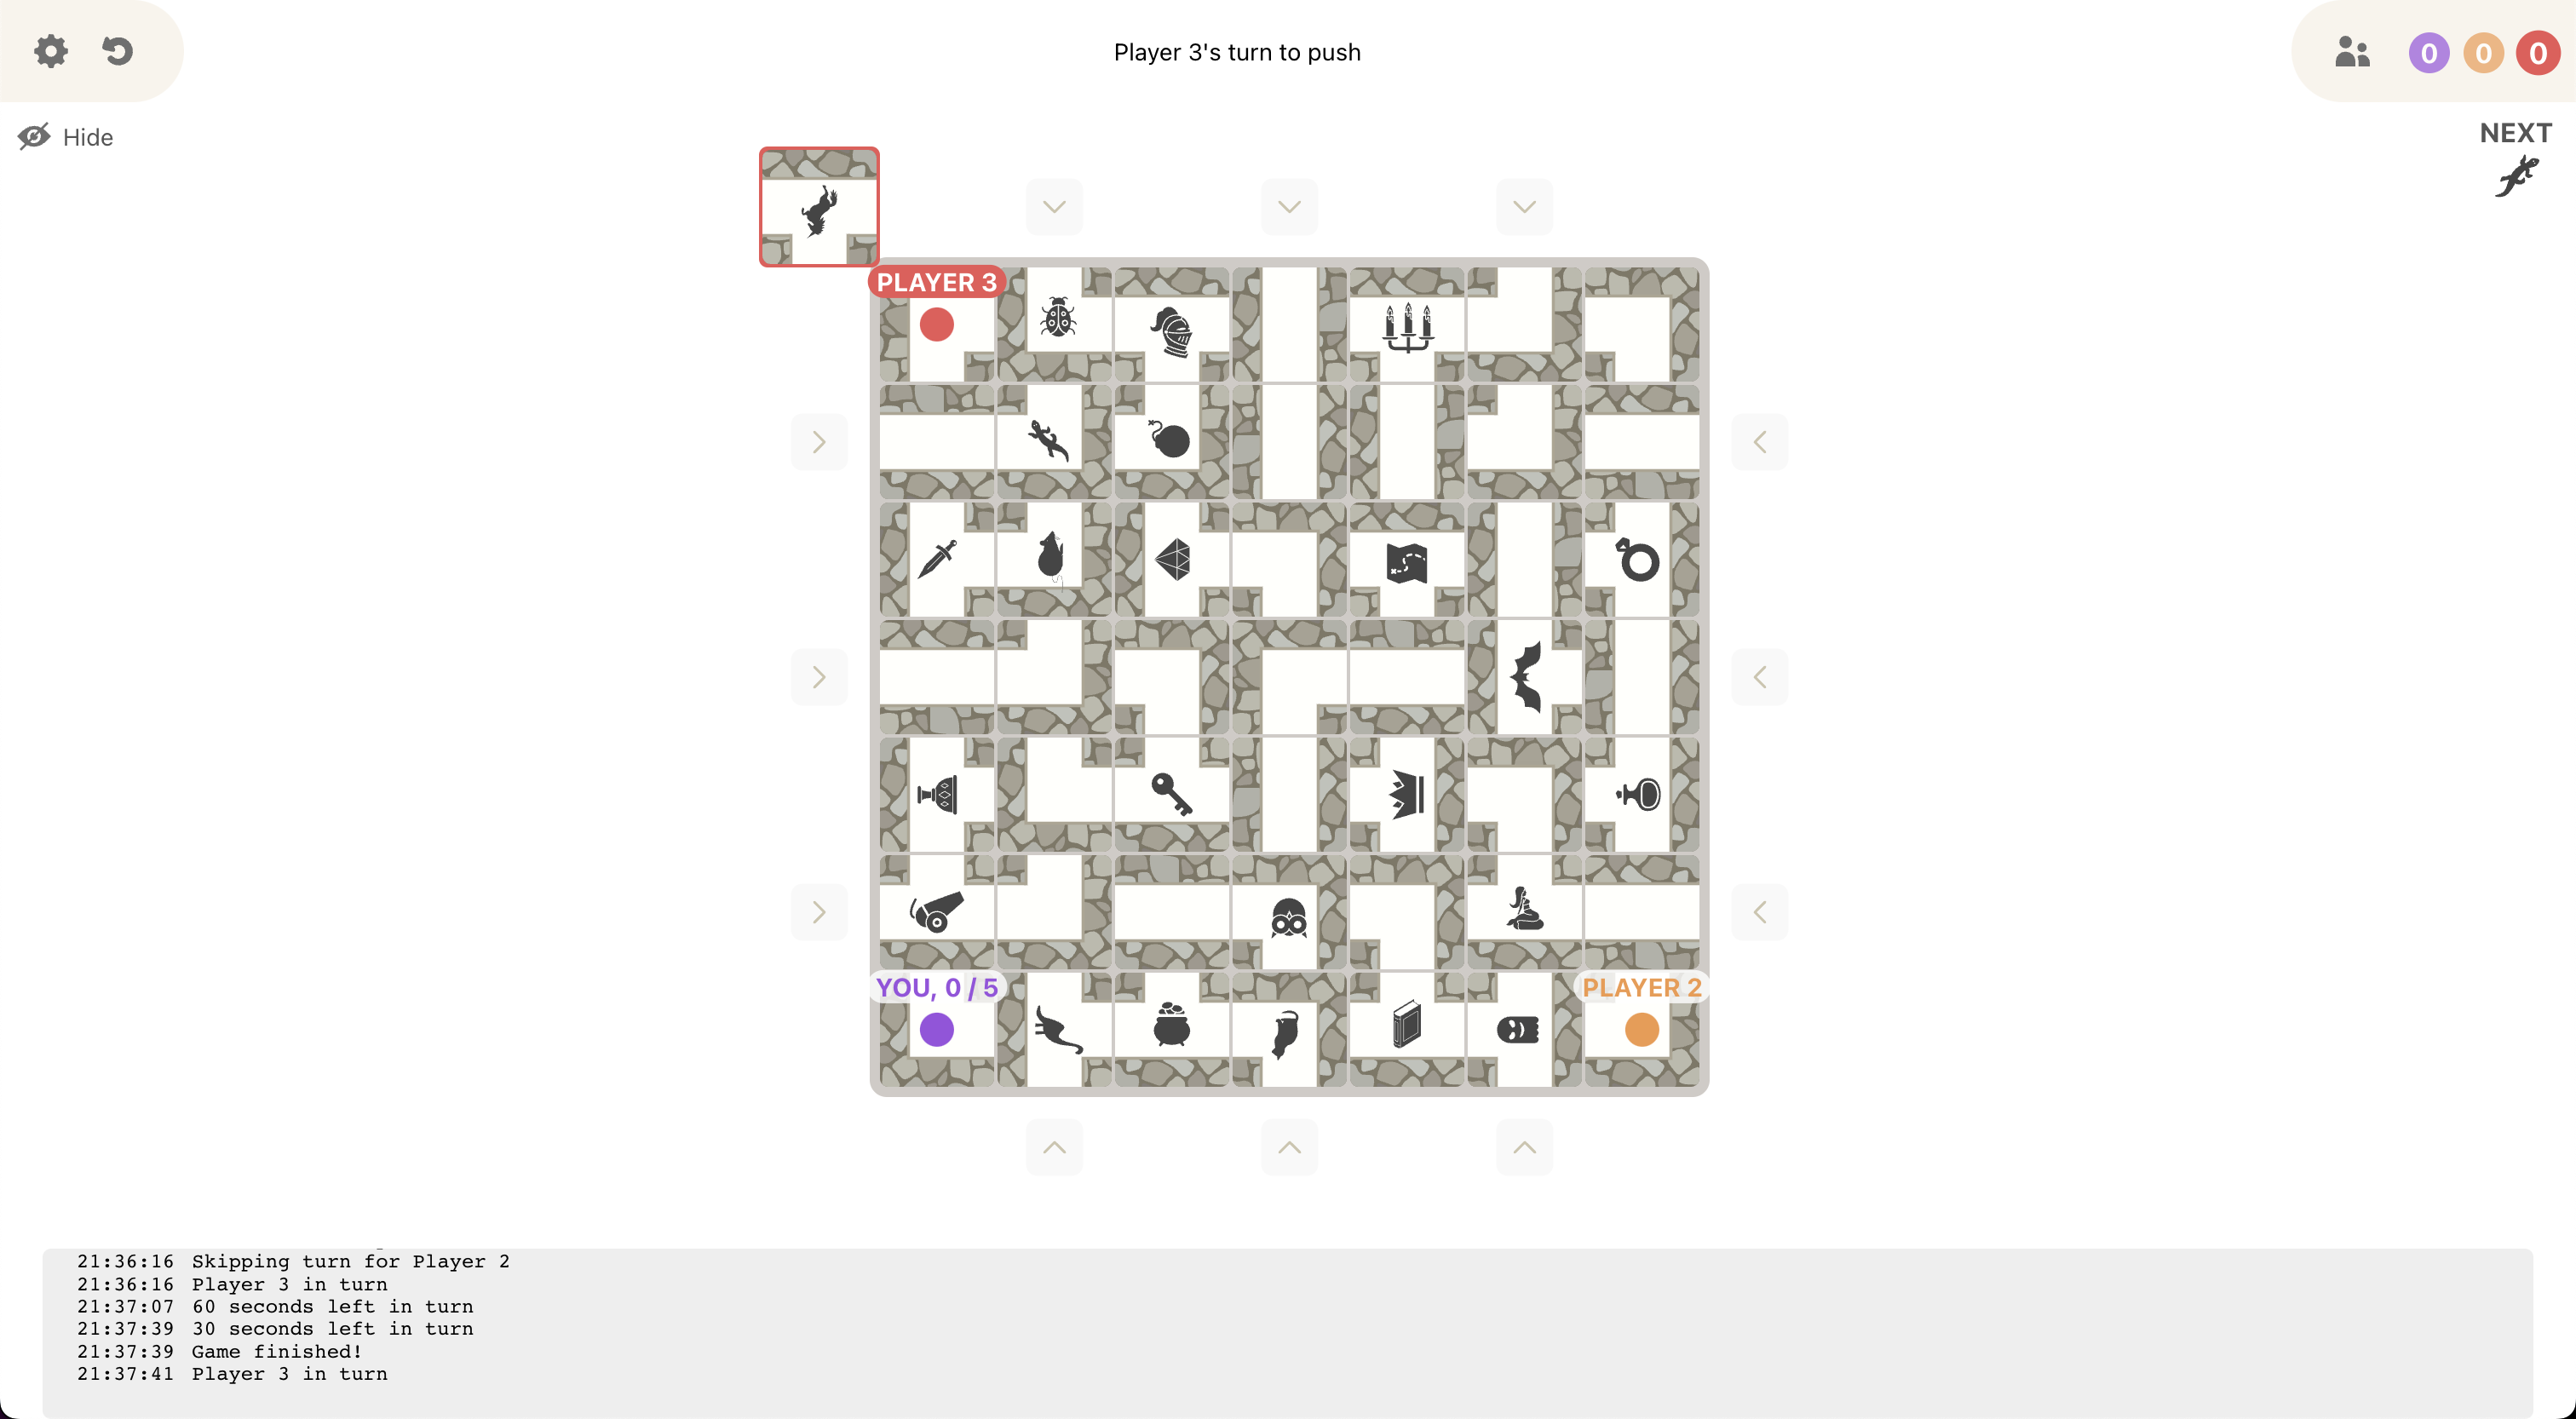 Player 3's turn to push
0 0 0
Hide
NEXT
PLAYER 3
YOU, 0 / 5
PLAYER 2
21:36:16 Skipping turn for Player 2
21:36:16 Player 3 in turn
21:37:07 60 seconds left in turn
21:37:39 30 seconds left in turn
21:37:39 Game finished!
21:37:41 Player 3 in turn